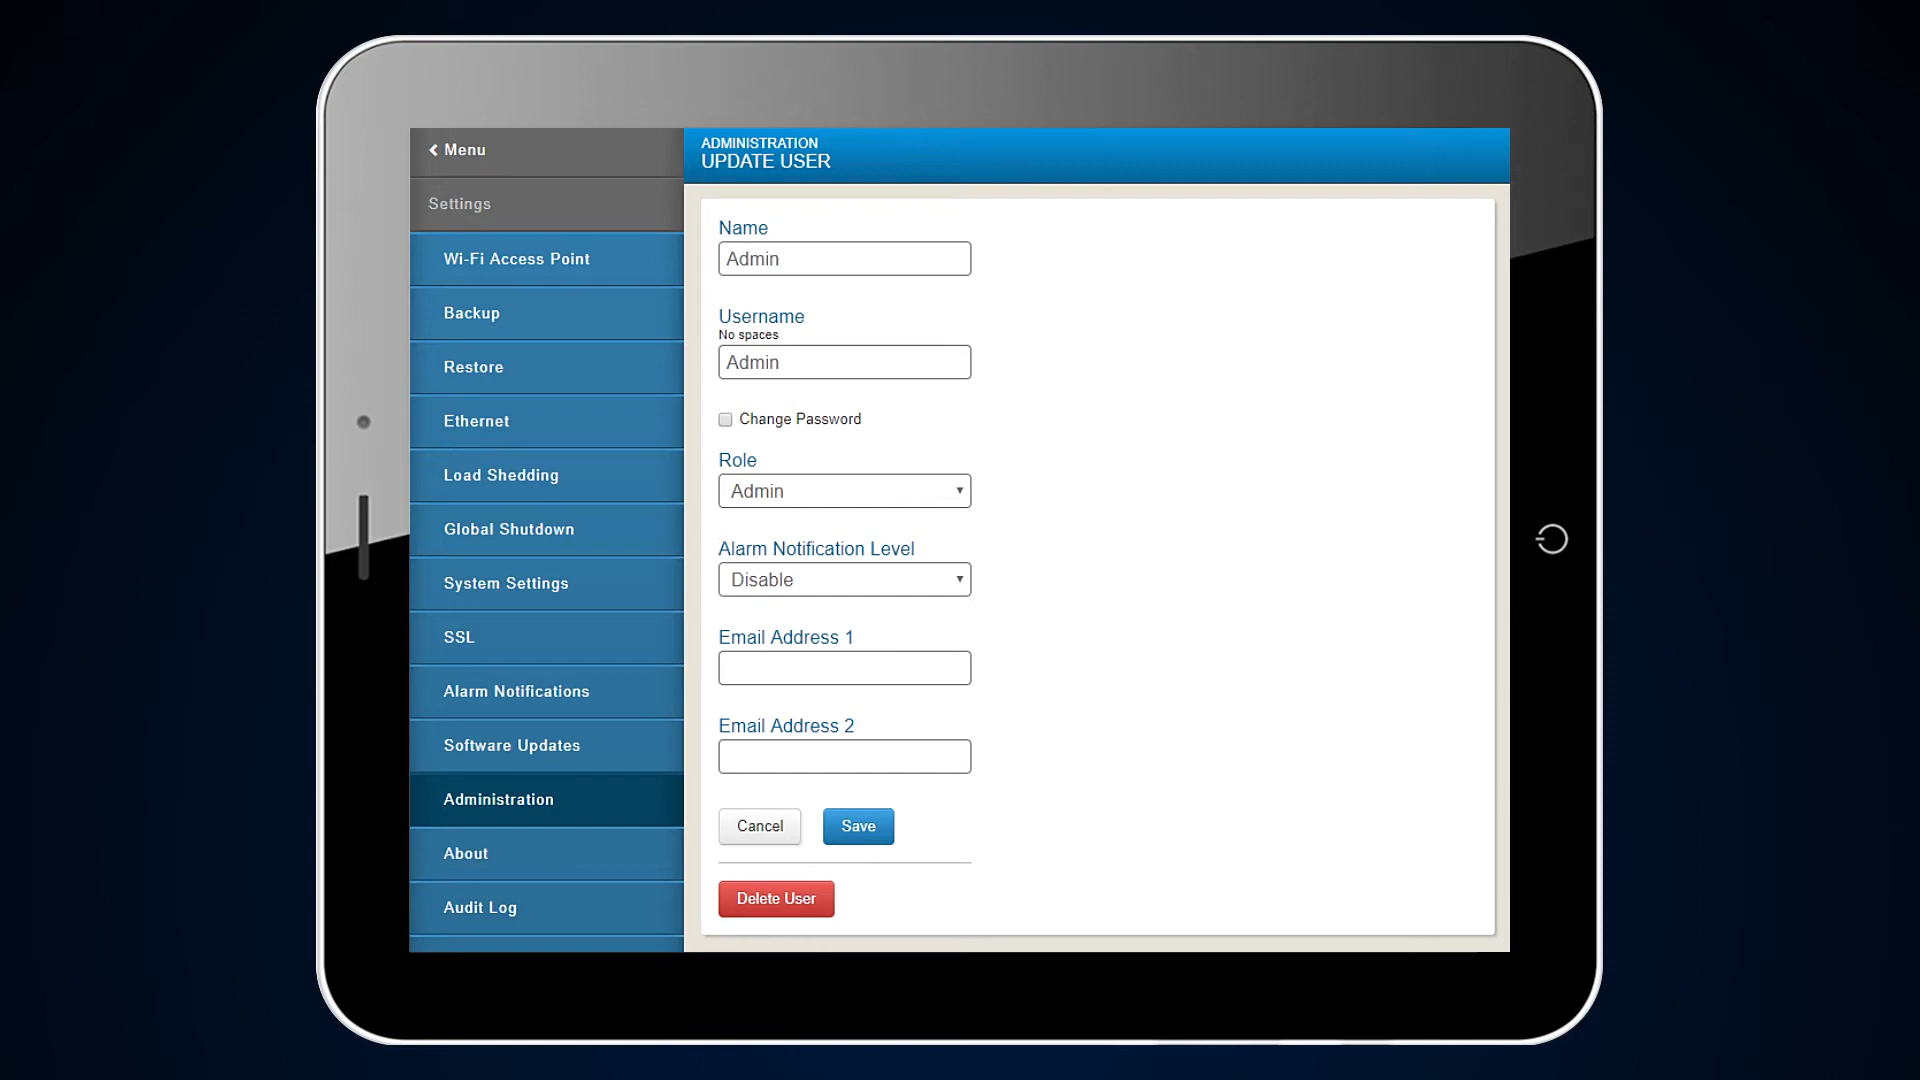 Menu
Settings
Wi-Fi Access Point
Backup
Restore
Ethernet
Load Shedding
Global Shutdown
System Settings
SSL
Alarm Notifications
Software Updates
Administration
About
Audit Log
ADMINISTRATION
UPDATE USER
Name
Admin
Username
No spaces
Admin
Change Password
Role
Admin
Alarm Notification Level
Disable
Email Address 1
Email Address 2
Cancel
Save
Delete User